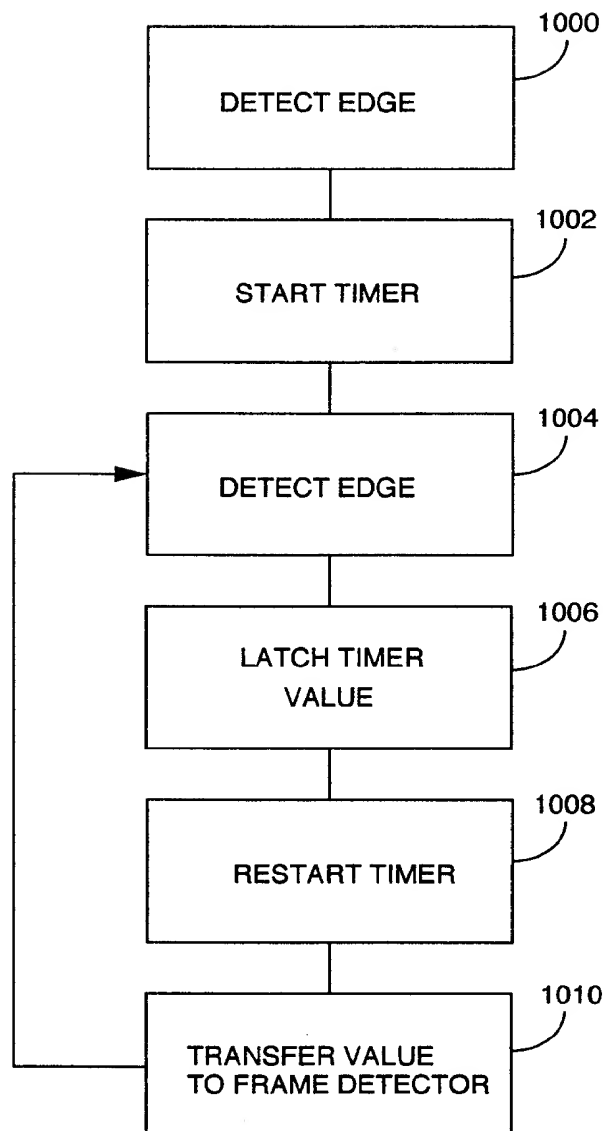 1000
DETECT EDGE
1002
START TIMER
1004
DETECT EDGE
1006
LATCH TIMER
VALUE
1008
RESTART TIMER
1010
TRANSFER VALUE
TO FRAME DETECTOR